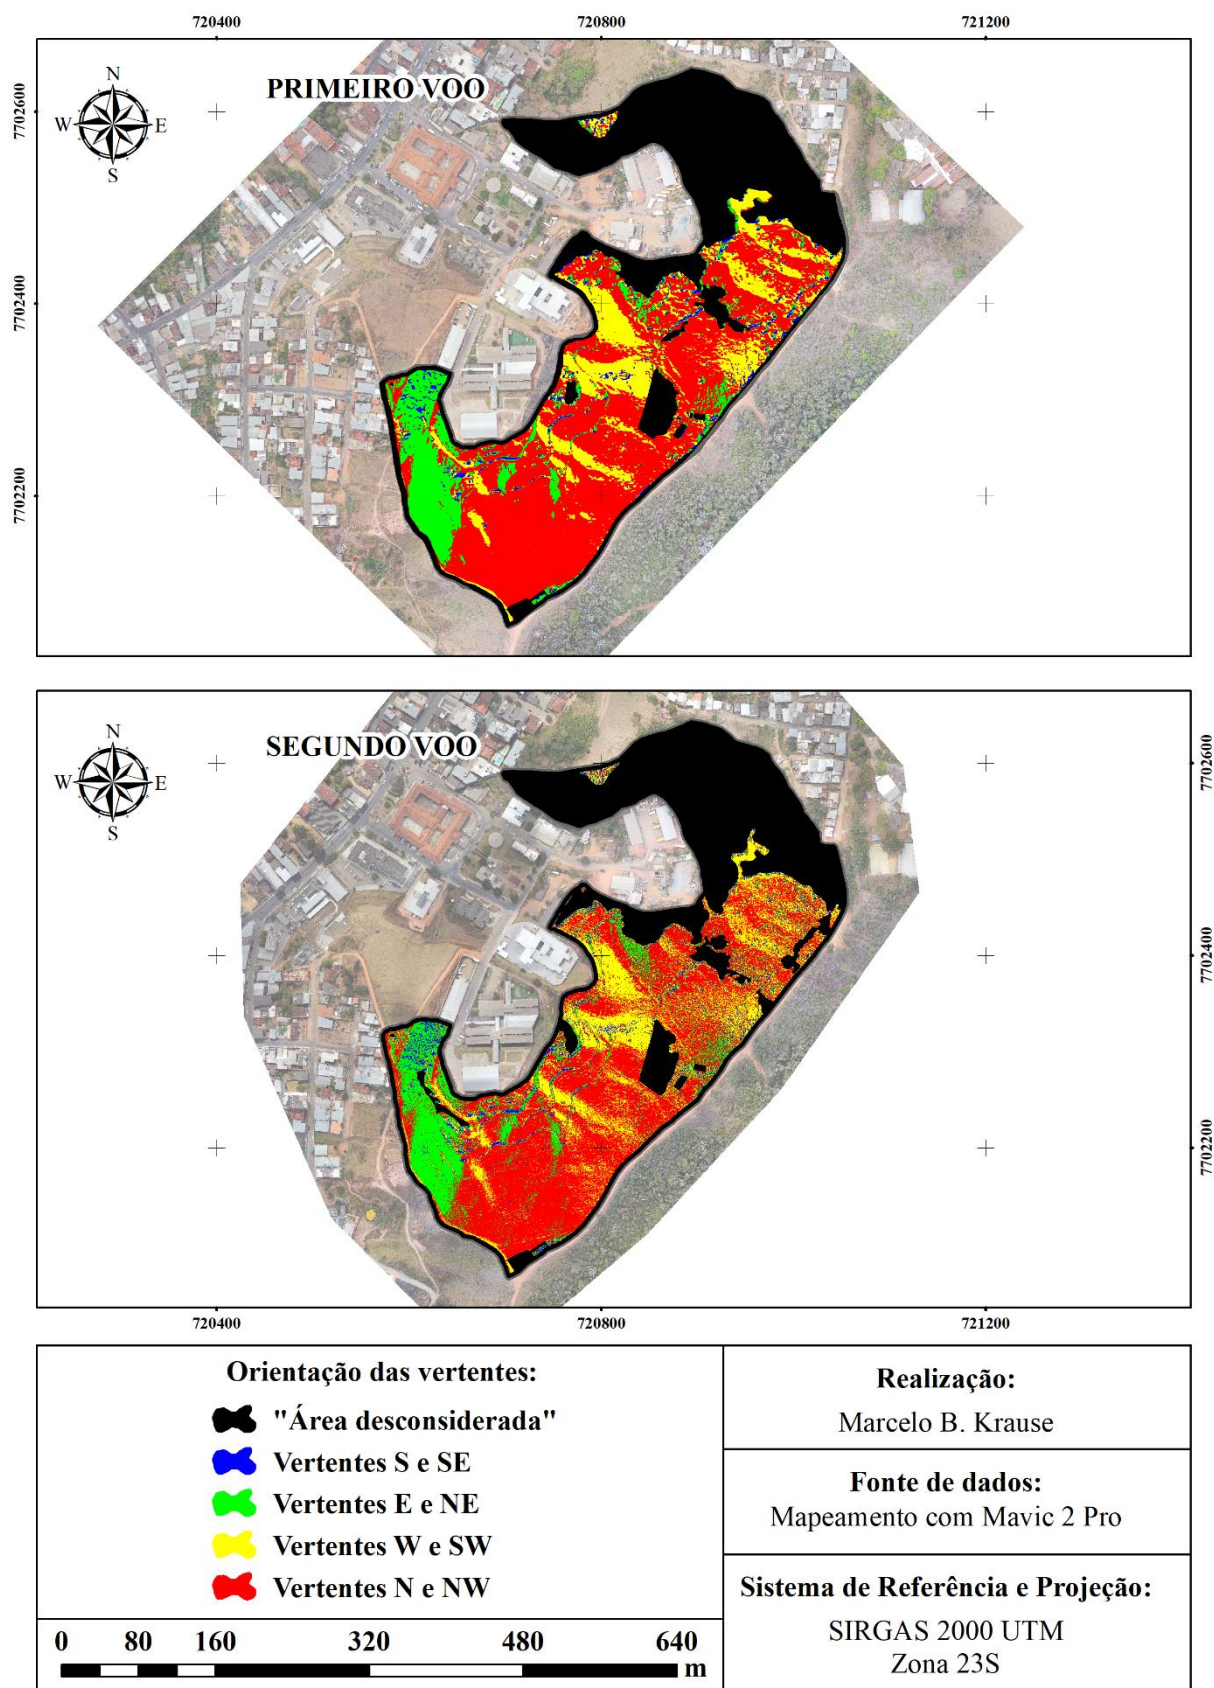 720400
720800
721200
7702600
7702400
7702200
N
W
E
S
PRIMEIRO VOO
N
W
E
S
SEGUNDO VOO
7702600
7702400
7702200
720400
720800
721200
Orientação das vertentes:
"Área desconsiderada"
Vertentes S e SE
Vertentes E e NE
Vertentes W e SW
Vertentes N e NW
0 80 160 320 480 640
m
Realização:
Marcelo B. Krause
Fonte de dados:
Mapeamento com Mavic 2 Pro
Sistema de Referência e Projeção:
SIRGAS 2000 UTM
Zona 23S